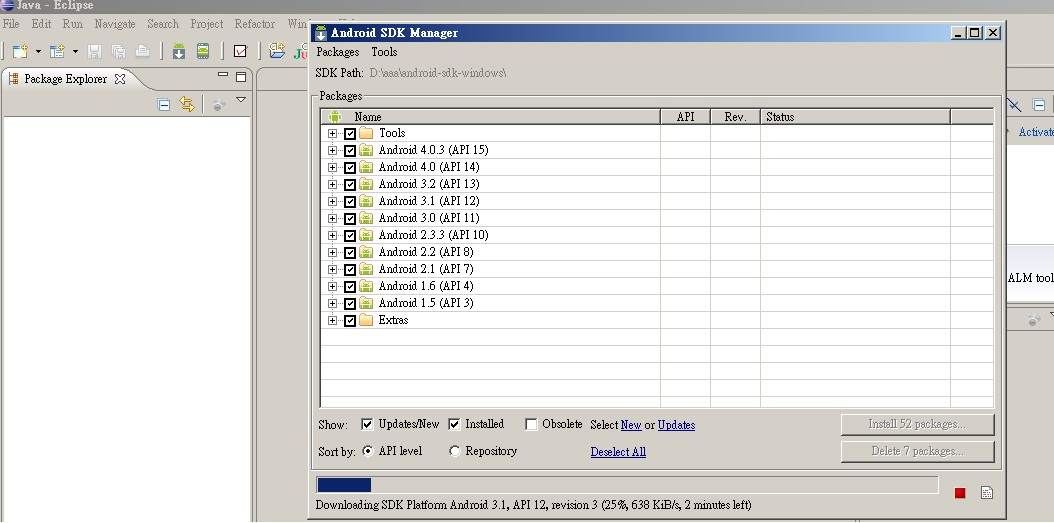 Java - Eclipse
File Edit Run Navigate Search Project Refactor Win
Android SDK Manager
Packages Tools
SDK Path: D:\aaa\android-sdk-windows\
Package Explorer
Packages
Name API Rev. Status
Tools
Android 4.0.3 (API 15)
Android 4.0 (API 14)
Android 3.2 (API 13)
Android 3.1 (API 12)
Android 3.0 (API 11)
Android 2.3.3 (API 10)
Android 2.2 (API 8)
Android 2.1 (API 7)
Android 1.6 (API 4)
Android 1.5 (API 3)
Extras
Activate
ALM tool
Show: Updates/New Installed Obsolete Select New or Updates Install 52 packages...
Sort by: API level Repository Deselect All Delete 7 packages...
Downloading SDK Platform Android 3.1, API 12, revision 3 (25%, 638 KiB/s, 2 minutes left)